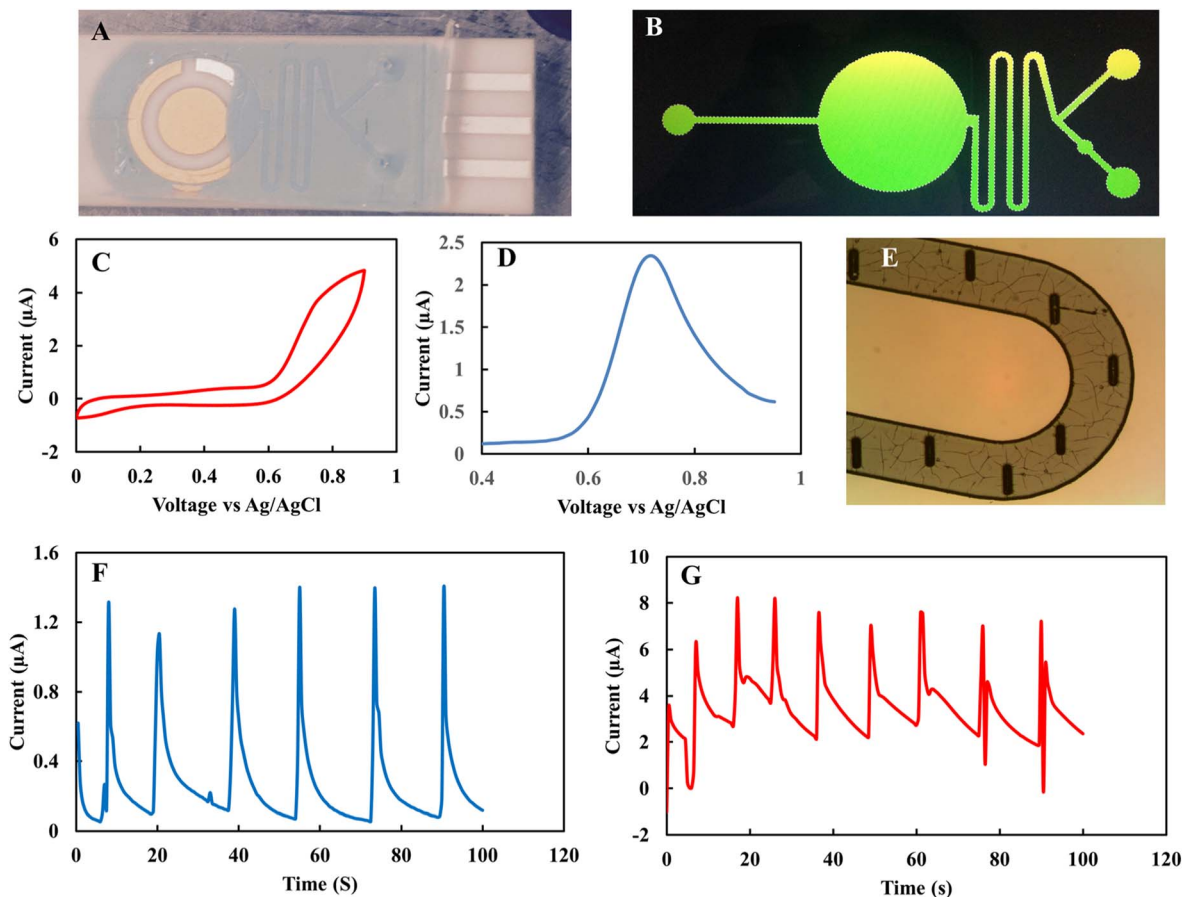 A
B
C
Current (µA)
6
4
2
0
-2
0 0.2 0.4 0.6 0.8 1
Voltage vs Ag/AgCl
D
Current (µA)
2.5
2
1.5
1
0.5
0
0.4 0.6 0.8 1
Voltage vs Ag/AgCl
E
F
Current (µA)
1.6
1.2
0.8
0.4
0
0 20 40 60 80 100 120
Time (S)
G
Current (µA)
10
8
6
4
2
0
-2
0 20 40 60 80 100 120
Time (s)